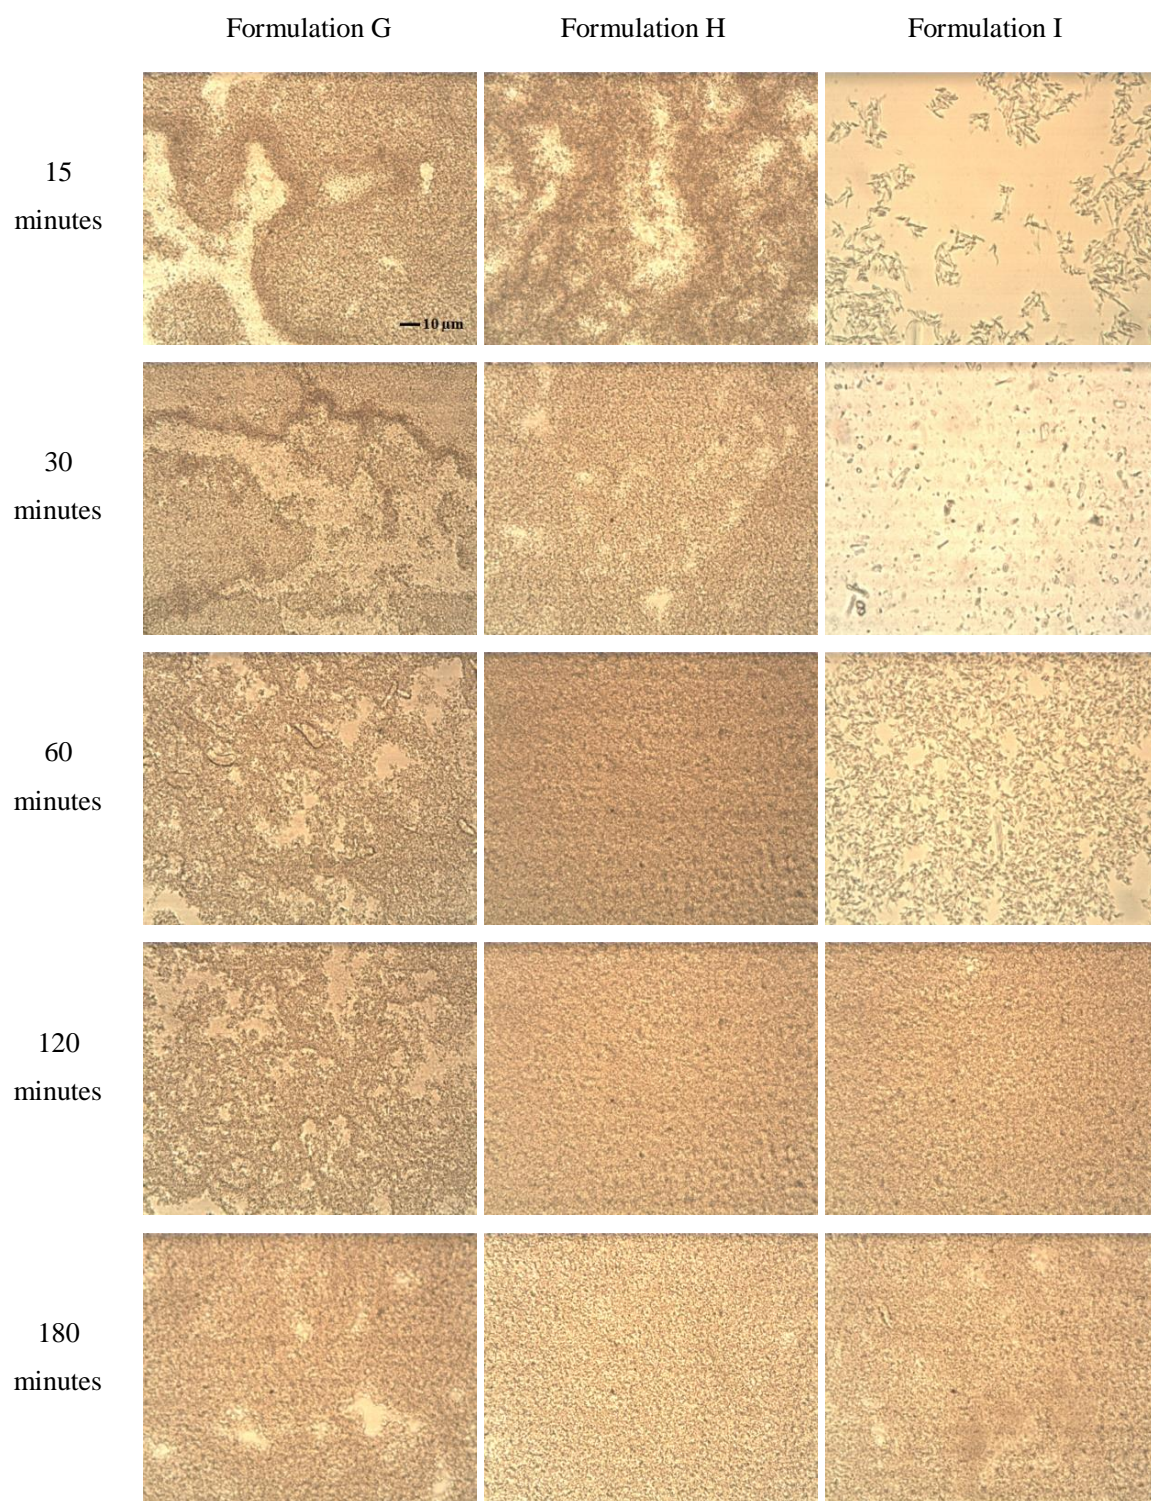 Formulation G Formulation H Formulation I
15
minutes
10 µm
30
minutes
60
minutes
120
minutes
180
minutes